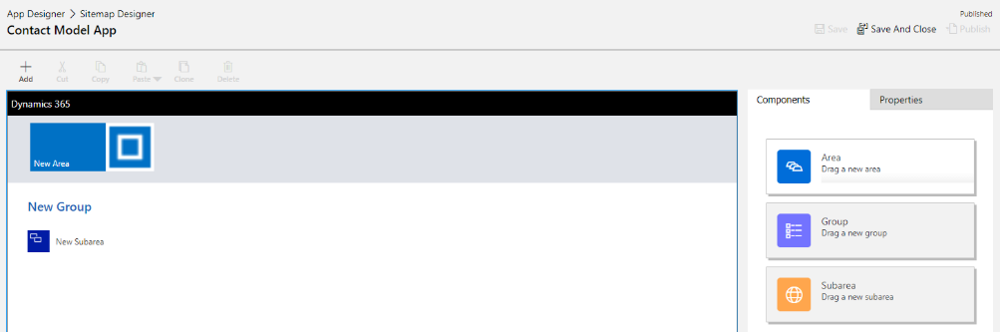 App Designer > Sitemap Designer
Published
Contact Model App
Save
Save And Close
Publish
Add
Cut
Copy
Paste
Clone
Delete
Dynamics 365
Components
Properties
New Area
Area
Drag a new area
New Group
Group
Drag a new group
New Subarea
Subarea
Drag a new subarea